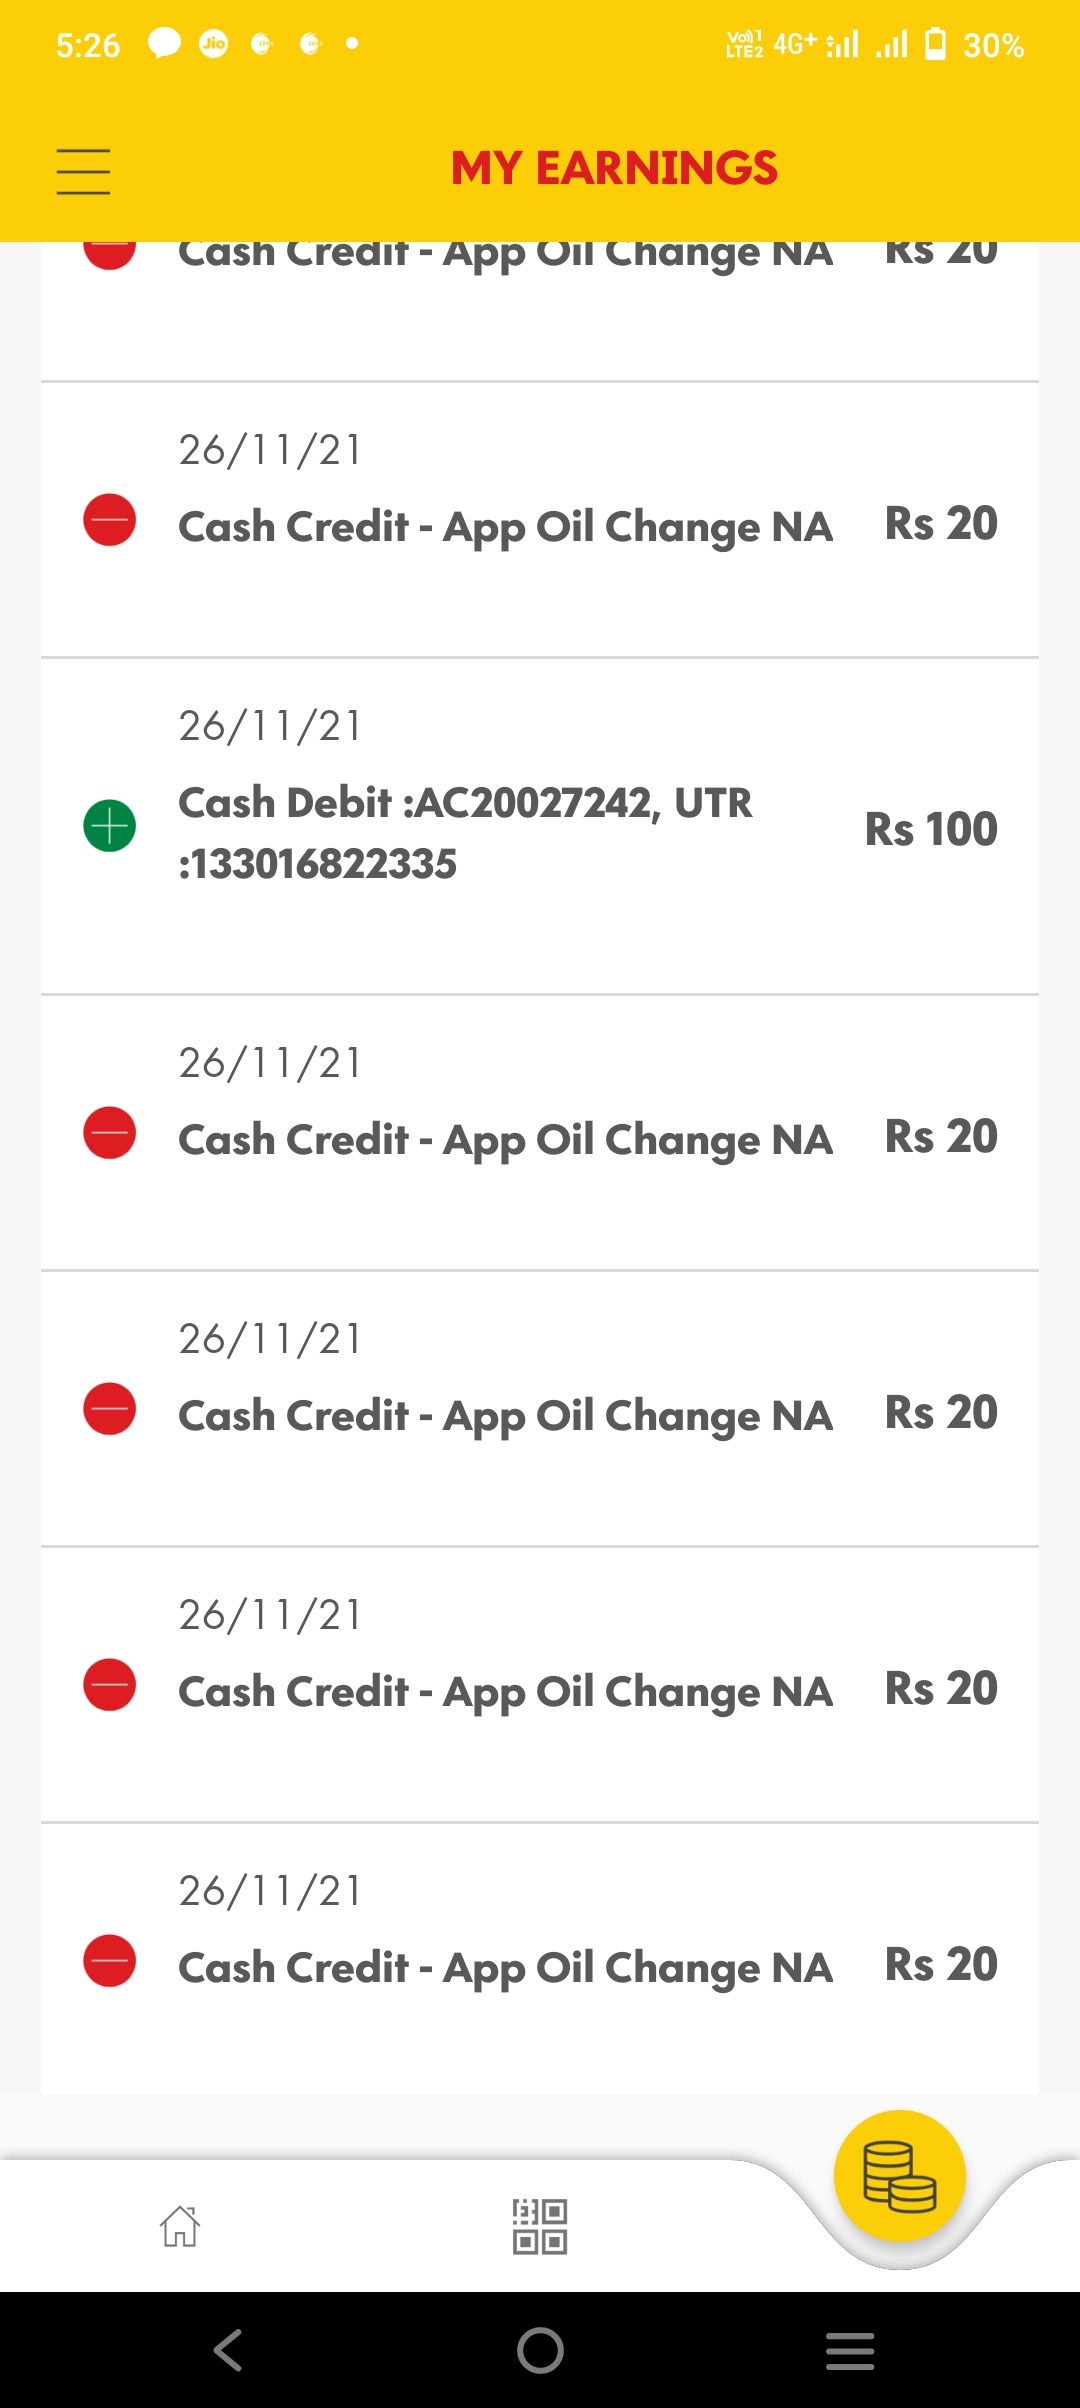 5:26
Jio
Vo))1
LTE2
4G+
30%
MY EARNINGS
Cash Credit - App Oil Change NA Rs 20
26/11/21
Cash Credit - App Oil Change NA Rs 20
26/11/21
Cash Debit :AC20027242, UTR
:133016822335
Rs 100
26/11/21
Cash Credit - App Oil Change NA Rs 20
26/11/21
Cash Credit - App Oil Change NA Rs 20
26/11/21
Cash Credit - App Oil Change NA Rs 20
26/11/21
Cash Credit - App Oil Change NA Rs 20